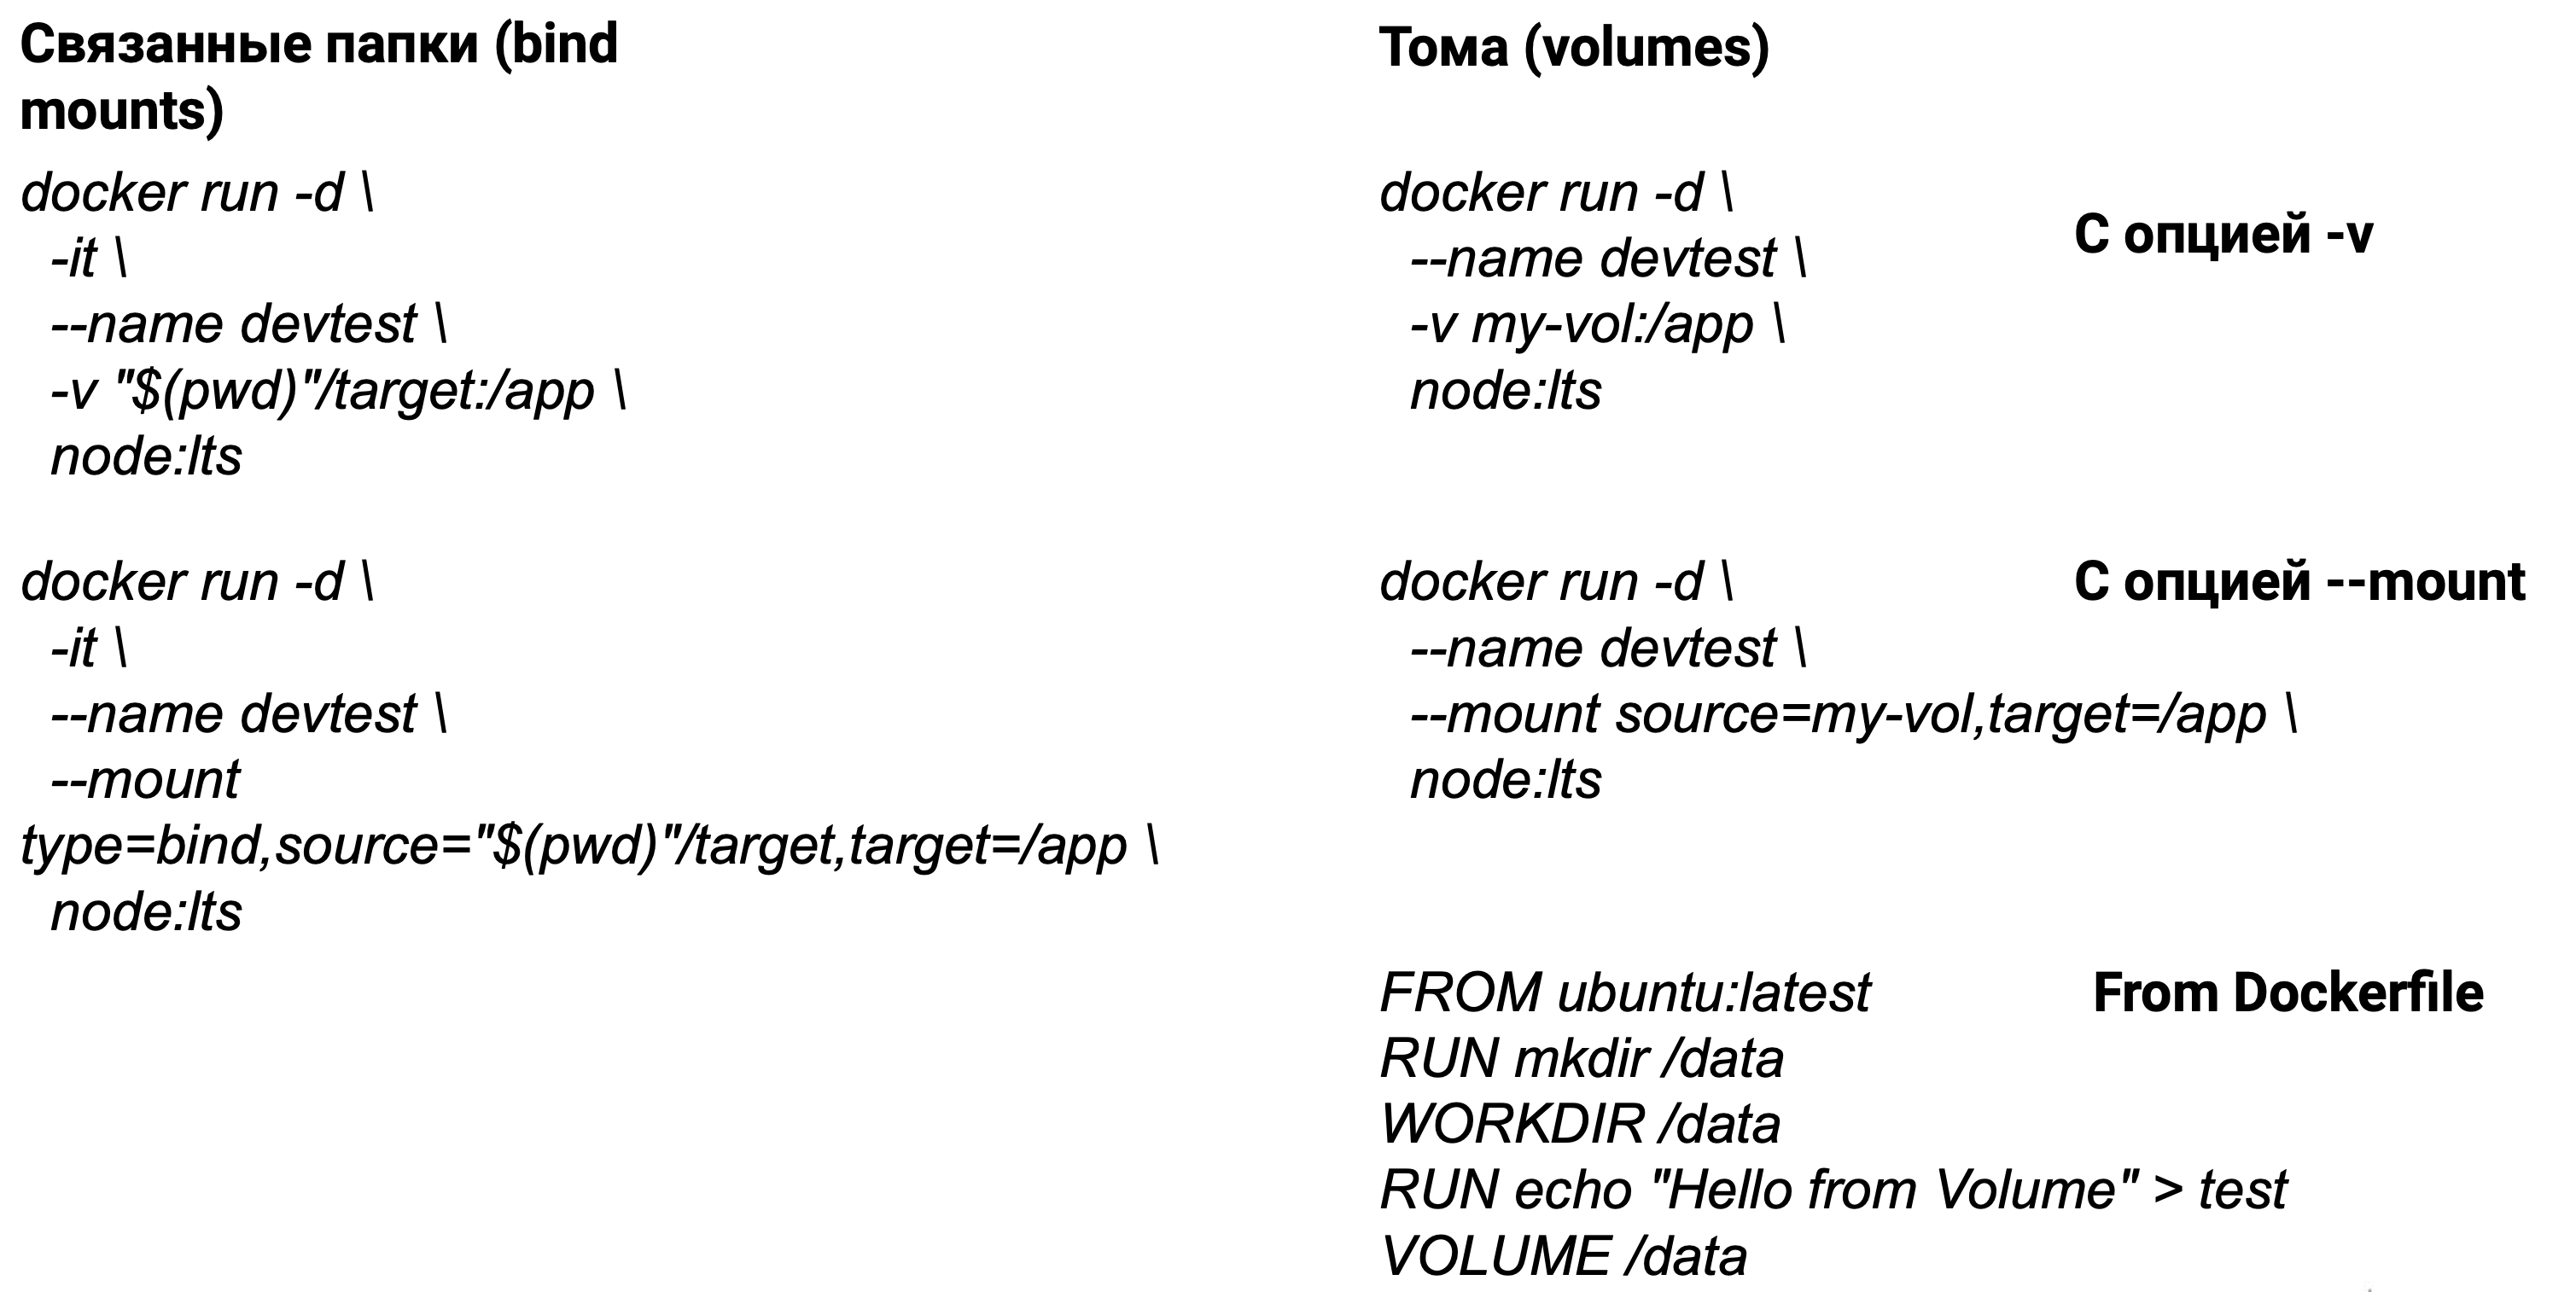 Связанные папки (bind
mounts)
docker run -d \
-it \
--name devtest \
-v "$(pwd)"/target:/app \
node:lts
docker run -d \
-it \
--name devtest \
--mount
type=bind,source="$(pwd)"/target,target=/app \
node:lts
Тома (volumes)
docker run -d \
--name devtest \
-v my-vol:/app \
node:lts
С опцией -v
docker run -d \
--name devtest \
--mount source=my-vol,target=/app \
node:lts
С опцией --mount
FROM ubuntu:latest
RUN mkdir /data
WORKDIR /data
RUN echo "Hello from Volume" > test
VOLUME /data
From Dockerfile